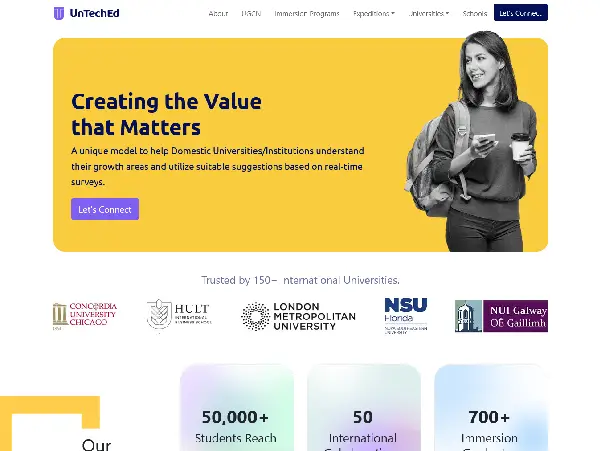 UnTechEd
About UGCN Immersion Programs Expeditions Universities Schools Let's Connect
Creating the Value
that Matters
A unique model to help Domestic Universities/Institutions understand
their growth areas and utilize suitable suggestions based on real-time
surveys.
Let's Connect
Trusted by 150+ International Universities.
CONCORDIA
UNIVERSITY
CHICAGO
HULT
INTERNATIONAL
BUSINESS SCHOOL
LONDON
METROPOLITAN
UNIVERSITY
NSU
Florida
NOVA SOUTHEASTERN
UNIVERSITY
NUI Galway
OÉ Gaillimh
50,000+
Students Reach
50
International
700+
Immersion
Our